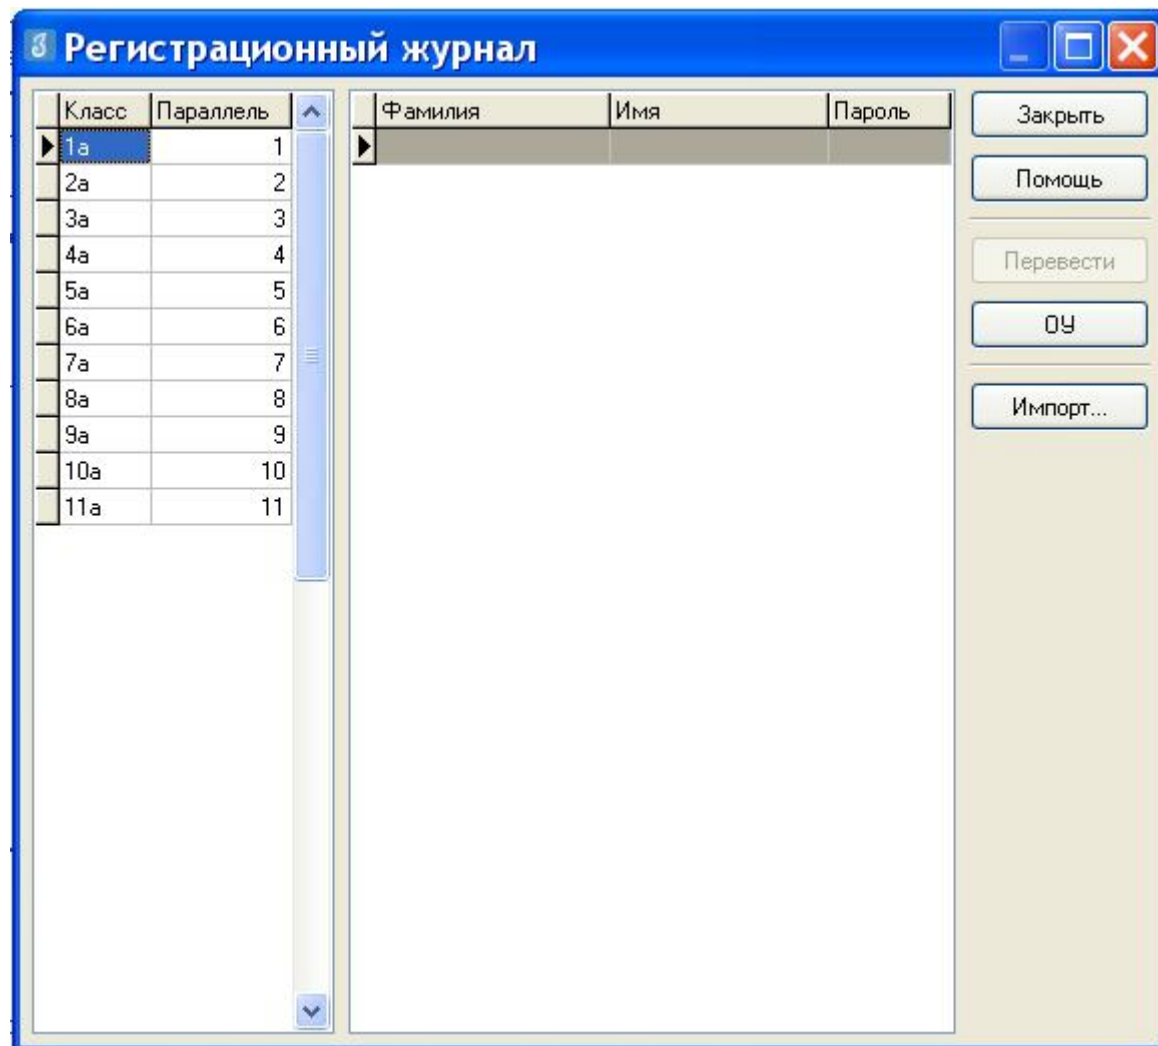 Регистрационный журнал
Класс Параллель Фамилия Имя Пароль Закрыть
1а 1
2а 2 Помощь
3а 3
4а 4 Перевести
5а 5
6а 6 ОУ
7а 7
8а 8 Импорт...
9а 9
10а 10
11а 11